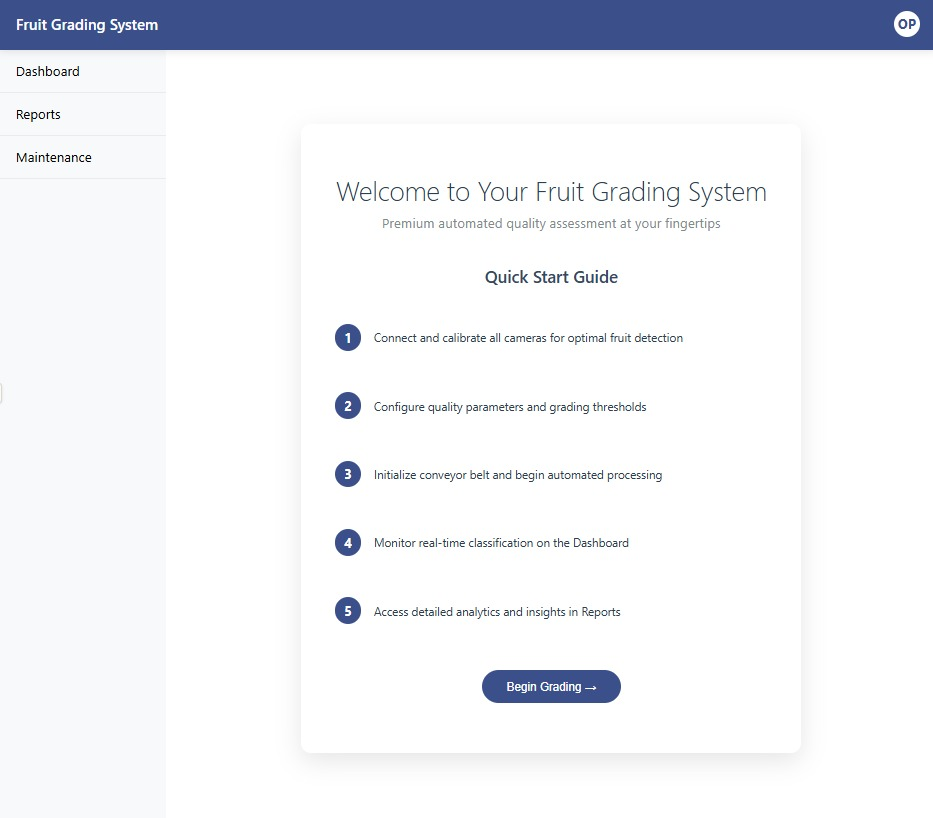 Fruit Grading System
OP
Dashboard
Reports
Maintenance
Welcome to Your Fruit Grading System
Premium automated quality assessment at your fingertips
Quick Start Guide
1 Connect and calibrate all cameras for optimal fruit detection
2 Configure quality parameters and grading thresholds
3 Initialize conveyor belt and begin automated processing
4 Monitor real-time classification on the Dashboard
5 Access detailed analytics and insights in Reports
Begin Grading →